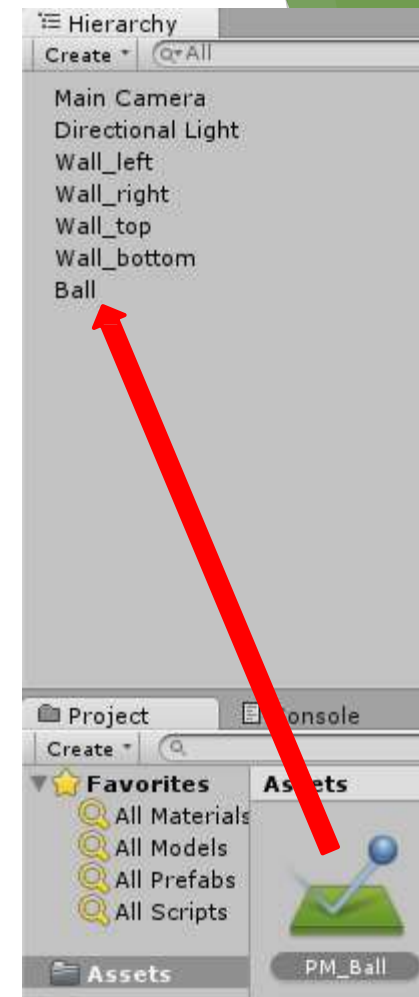 Hierarchy
Create All
Main Camera
Directional Light
Wall_left
Wall_right
Wall_top
Wall_bottom
Ball
Project Console
Create
Favorites
All Materials
All Models
All Prefabs
All Scripts
Assets
Assets
PM_Ball